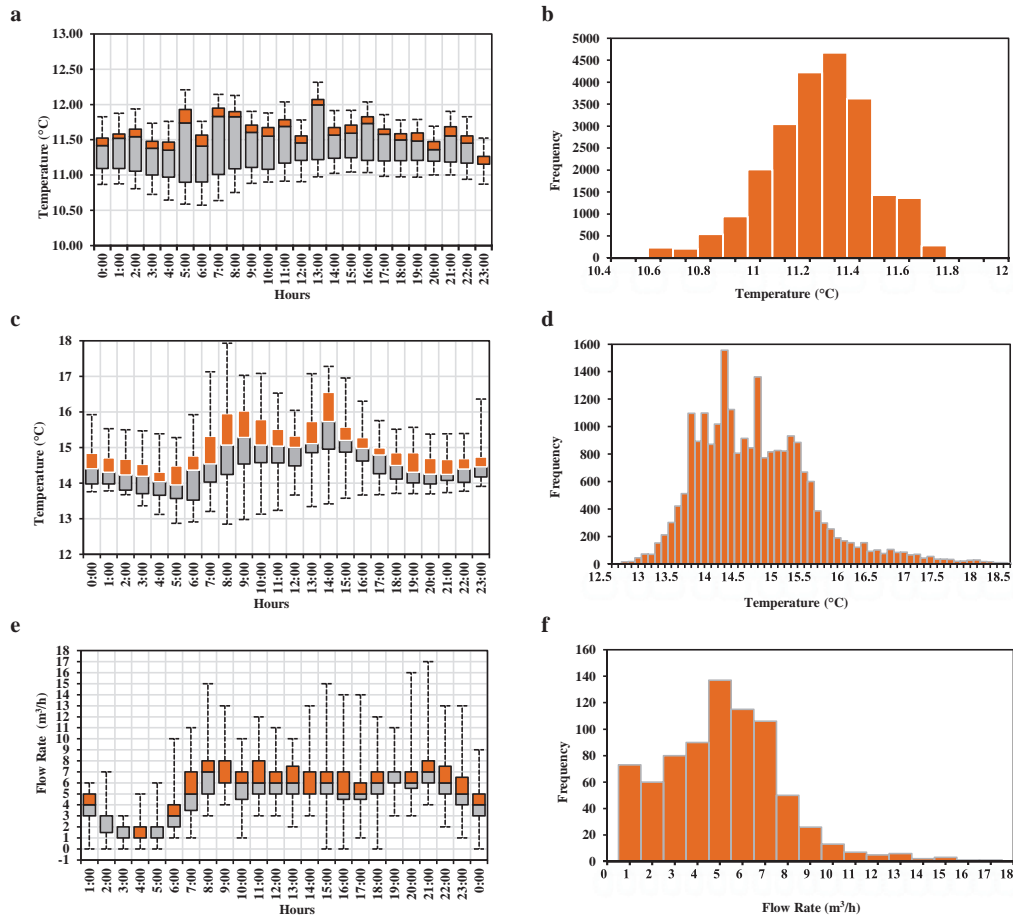 a
13.00
12.50
12.00
11.50
11.00
10.50
10.00
Temperature (°C)
0:00 1:00 2:00 3:00 4:00 5:00 6:00 7:00 8:00 9:00 10:00 11:00 12:00 13:00 14:00 15:00 16:00 17:00 18:00 19:00 20:00 21:00 22:00 23:00
Hours
b
5000
4500
4000
3500
3000
2500
2000
1500
1000
500
0
Frequency
10.4 10.6 10.8 11 11.2 11.4 11.6 11.8 12
Temperature (°C)
c
18
17
16
15
14
13
12
Temperature (°C)
0:00 1:00 2:00 3:00 4:00 5:00 6:00 7:00 8:00 9:00 10:00 11:00 12:00 13:00 14:00 15:00 16:00 17:00 18:00 19:00 20:00 21:00 22:00 23:00
Hours
d
1600
1400
1200
1000
800
600
400
200
0
Frequency
12.5 13 13.5 14 14.5 15 15.5 16 16.5 17 17.5 18 18.5
Temperature (°C)
e
18
17
16
15
14
13
12
11
10
9
8
7
6
5
4
3
2
1
0
-1
Flow Rate (m³/h)
1:00 2:00 3:00 4:00 5:00 6:00 7:00 8:00 9:00 10:00 11:00 12:00 13:00 14:00 15:00 16:00 17:00 18:00 19:00 20:00 21:00 22:00 23:00 0:00
Hours
f
160
140
120
100
80
60
40
20
0
Frequency
1 2 3 4 5 6 7 8 9 10 11 12 13 14 15 16 17 18
Flow Rate (m³/h)